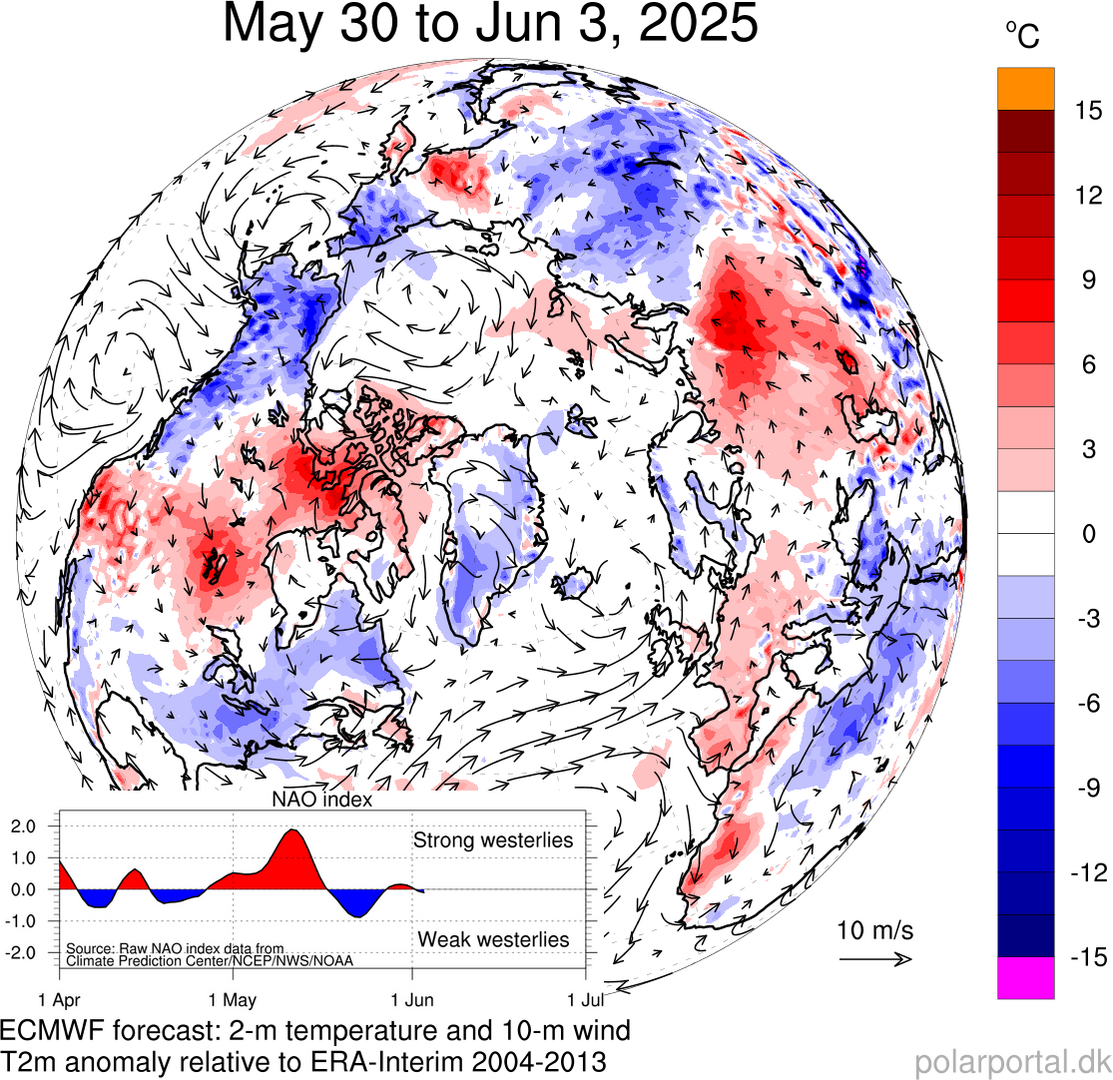 May 30 to Jun 3, 2025
ºC
15
12
9
6
3
0
-3
-6
-9
-12
-15
NAO index
2.0
1.0
0.0
-1.0
-2.0
Strong westerlies
Weak westerlies
Source: Raw NAO index data from
Climate Prediction Center/NCEP/NWS/NOAA
1 Apr 1 May 1 Jun 1 Jul
10 m/s
ECMWF forecast: 2-m temperature and 10-m wind
T2m anomaly relative to ERA-Interim 2004-2013
polarportal.dk